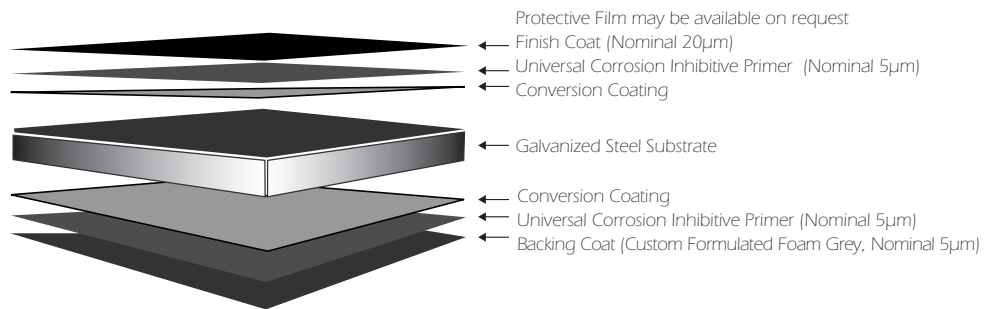 Protective Film may be available on request
Finish Coat (Nominal 20µm)
Universal Corrosion Inhibitive Primer (Nominal 5µm)
Conversion Coating
Galvanized Steel Substrate
Conversion Coating
Universal Corrosion Inhibitive Primer (Nominal 5µm)
Backing Coat (Custom Formulated Foam Grey, Nominal 5µm)